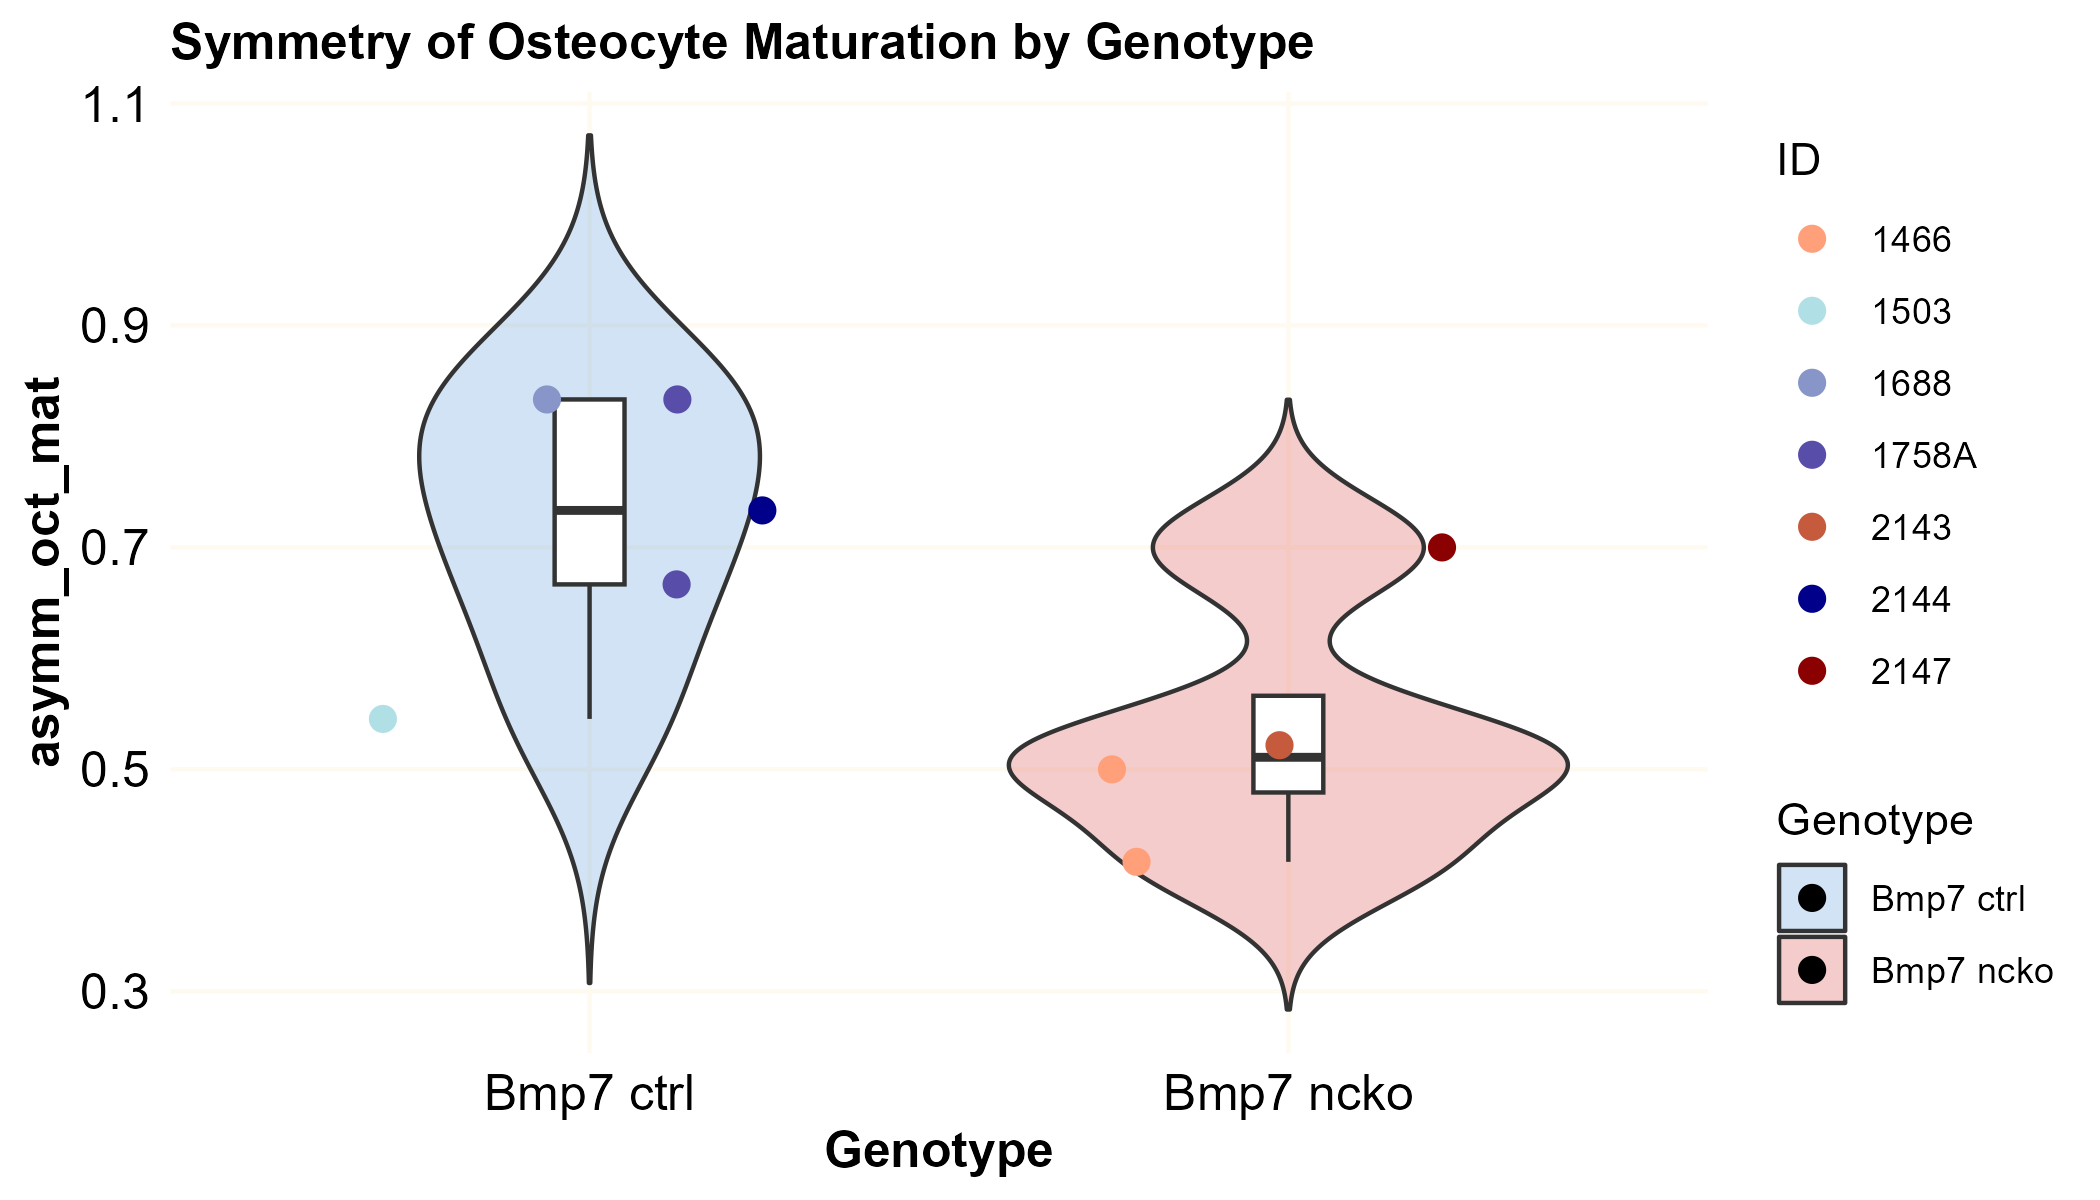 Symmetry of Osteocyte Maturation by Genotype
asymm_oct_mat
1.1
0.9
0.7
0.5
0.3
Bmp7 ctrl
Bmp7 ncko
Genotype
ID
1466
1503
1688
1758A
2143
2144
2147
Genotype
Bmp7 ctrl
Bmp7 ncko